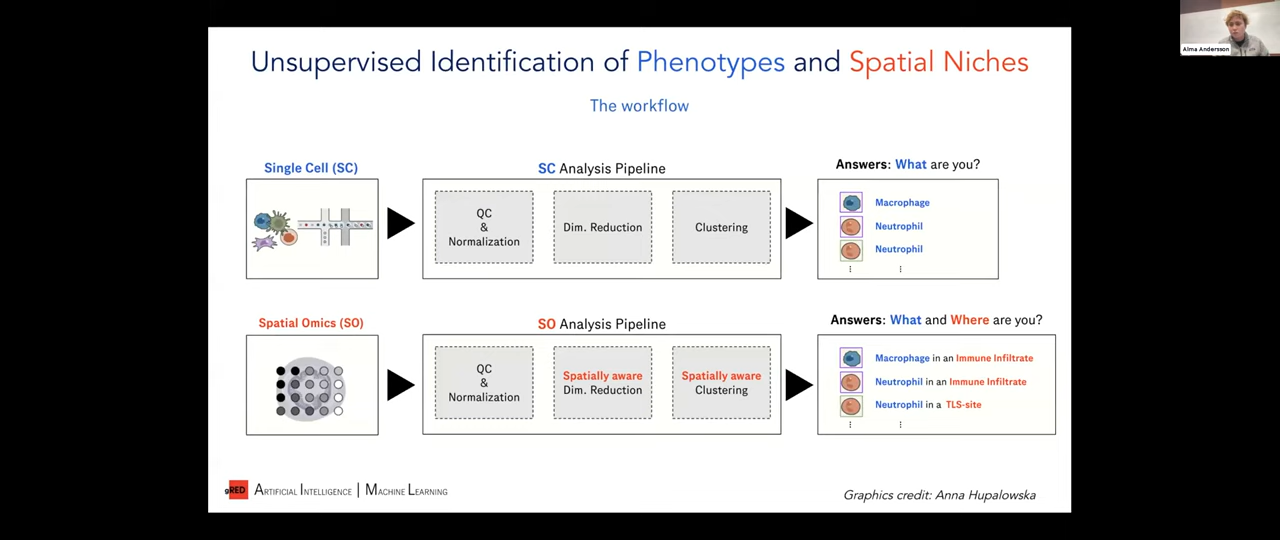 Unsupervised Identification of Phenotypes and Spatial Niches
The workflow
Alma Andersson
Single Cell (SC)
SC Analysis Pipeline
Answers: What are you?
QC
&
Normalization
Dim. Reduction
Clustering
Macrophage
Neutrophil
Neutrophil
Spatial Omics (SO)
SO Analysis Pipeline
Answers: What and Where are you?
QC
&
Normalization
Spatially aware
Dim. Reduction
Spatially aware
Clustering
Macrophage in an Immune Infiltrate
Neutrophil in an Immune Infiltrate
Neutrophil in a TLS-site
gRED Artificial Intelligence | Machine Learning
Graphics credit: Anna Hupalowska